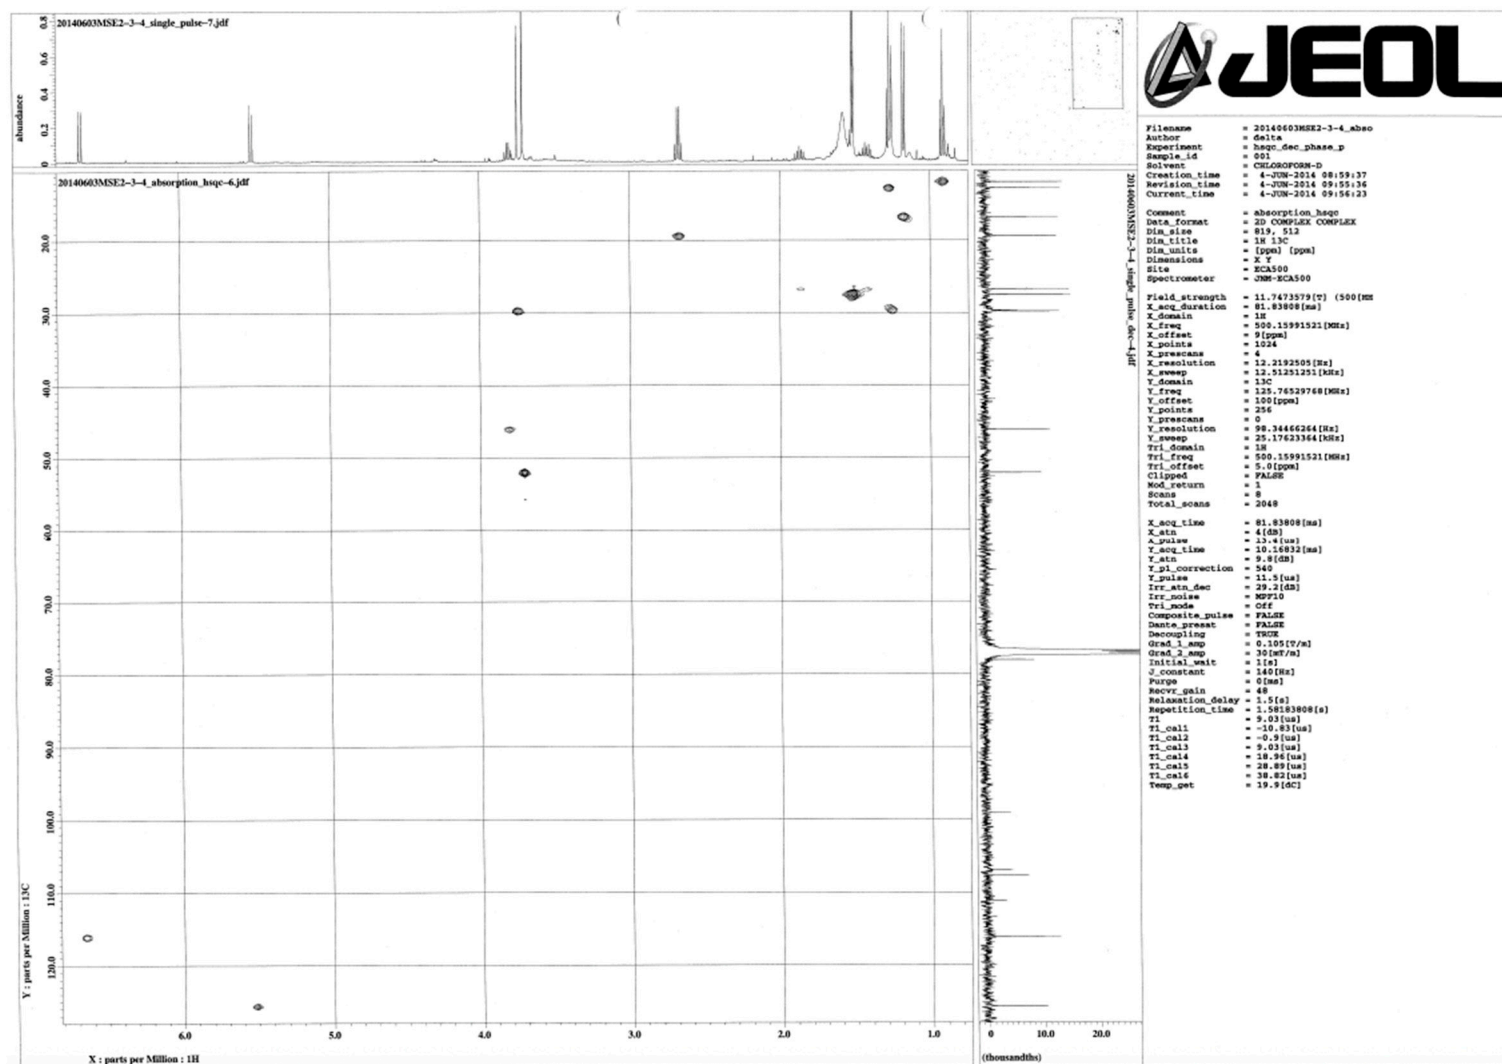 20140603MSE2-3-4_single_pulse-7.jdf
0.8
0.6
0.4
0.2
0
abundance
20140603MSE2-3-4_absorption_hsqc-6.jdf
20.0
30.0
40.0
50.0
60.0
70.0
80.0
90.0
100.0
110.0
120.0
Y : parts per Million : 13C
6.0
5.0
4.0
3.0
2.0
1.0
X : parts per Million : 1H
20140603MSE2-3-4_single_pulse_dec-4.jdf
0
10.0
20.0
(thousandths)
JEOL
Filename = 20140603MSE2-3-4_abso
Author = delta
Experiment = hsqc_dec_phase_p
Sample_id = 001
Solvent = CHLOROFORM-D
Creation_time = 4-JUN-2014 08:59:37
Revision_time = 4-JUN-2014 09:55:36
Current_time = 4-JUN-2014 09:56:23
Comment = absorption_hsqc
Data_format = 2D COMPLEX COMPLEX
Dim_size = 819, 512
Dim_title = 1H 13C
Dim_units = [ppm] [ppm]
Dimensions = X Y
Site = ECA500
Spectrometer = JNM-ECA500
Field_strength = 11.7473579[T] (500[MH
X_acq_duration = 81.83808[ms]
X_domain = 1H
X_freq = 500.15991521[MHz]
X_offset = 9[ppm]
X_points = 1024
X_prescans = 4
X_resolution = 12.2192505[Hz]
X_sweep = 12.51251251[kHz]
Y_domain = 13C
Y_freq = 125.76529768[MHz]
Y_offset = 100[ppm]
Y_points = 256
Y_prescans = 0
Y_resolution = 98.34466264[Hz]
Y_sweep = 25.17623364[kHz]
Tri_domain = 1H
Tri_freq = 500.15991521[MHz]
Tri_offset = 5.0[ppm]
Clipped = FALSE
Mod_return = 1
Scans = 8
Total_scans = 2048
X_acq_time = 81.83808[ms]
X_atn = 4[dB]
X_pulse = 13.4[us]
Y_acq_time = 10.16832[ms]
Y_atn = 9.8[dB]
Y_p1_correction = 540
Y_pulse = 11.5[us]
Irr_atn_dec = 29.2[dB]
Irr_noise = MPF10
Tri_mode = Off
Composite_pulse = FALSE
Dante_presat = FALSE
Decoupling = TRUE
Grad_1_amp = 0.105[T/m]
Grad_2_amp = 30[mT/m]
Initial_wait = 1[s]
J_constant = 140[Hz]
Purge = 0[ms]
Recvr_gain = 48
Relaxation_delay = 1.5[s]
Repetition_time = 1.58183808[s]
T1 = 9.03[us]
T1_cal1 = -10.83[us]
T1_cal2 = -0.9[us]
T1_cal3 = 9.03[us]
T1_cal4 = 18.96[us]
T1_cal5 = 28.89[us]
T1_cal6 = 38.82[us]
Temp_get = 19.9[dC]